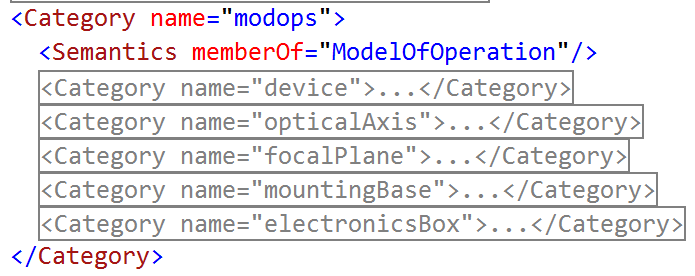 <Category name="modops">
<Semantics memberOf="ModelOfOperation"/>
<Category name="device">...</Category>
<Category name="opticalAxis">...</Category>
<Category name="focalPlane">...</Category>
<Category name="mountingBase">...</Category>
<Category name="electronicsBox">...</Category>
</Category>